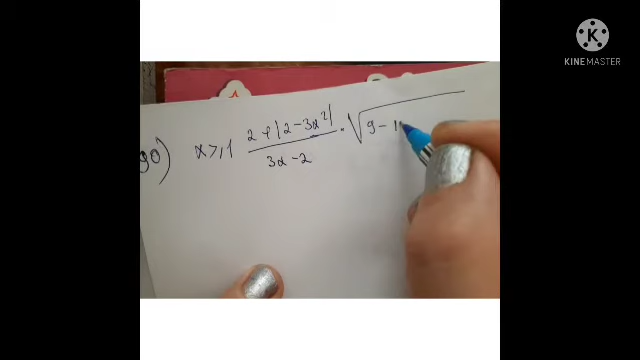 KINEMASTER
90) x ≥ 1 (2 + |2 - 3x²|) / (3x - 2) · √(9 - 1